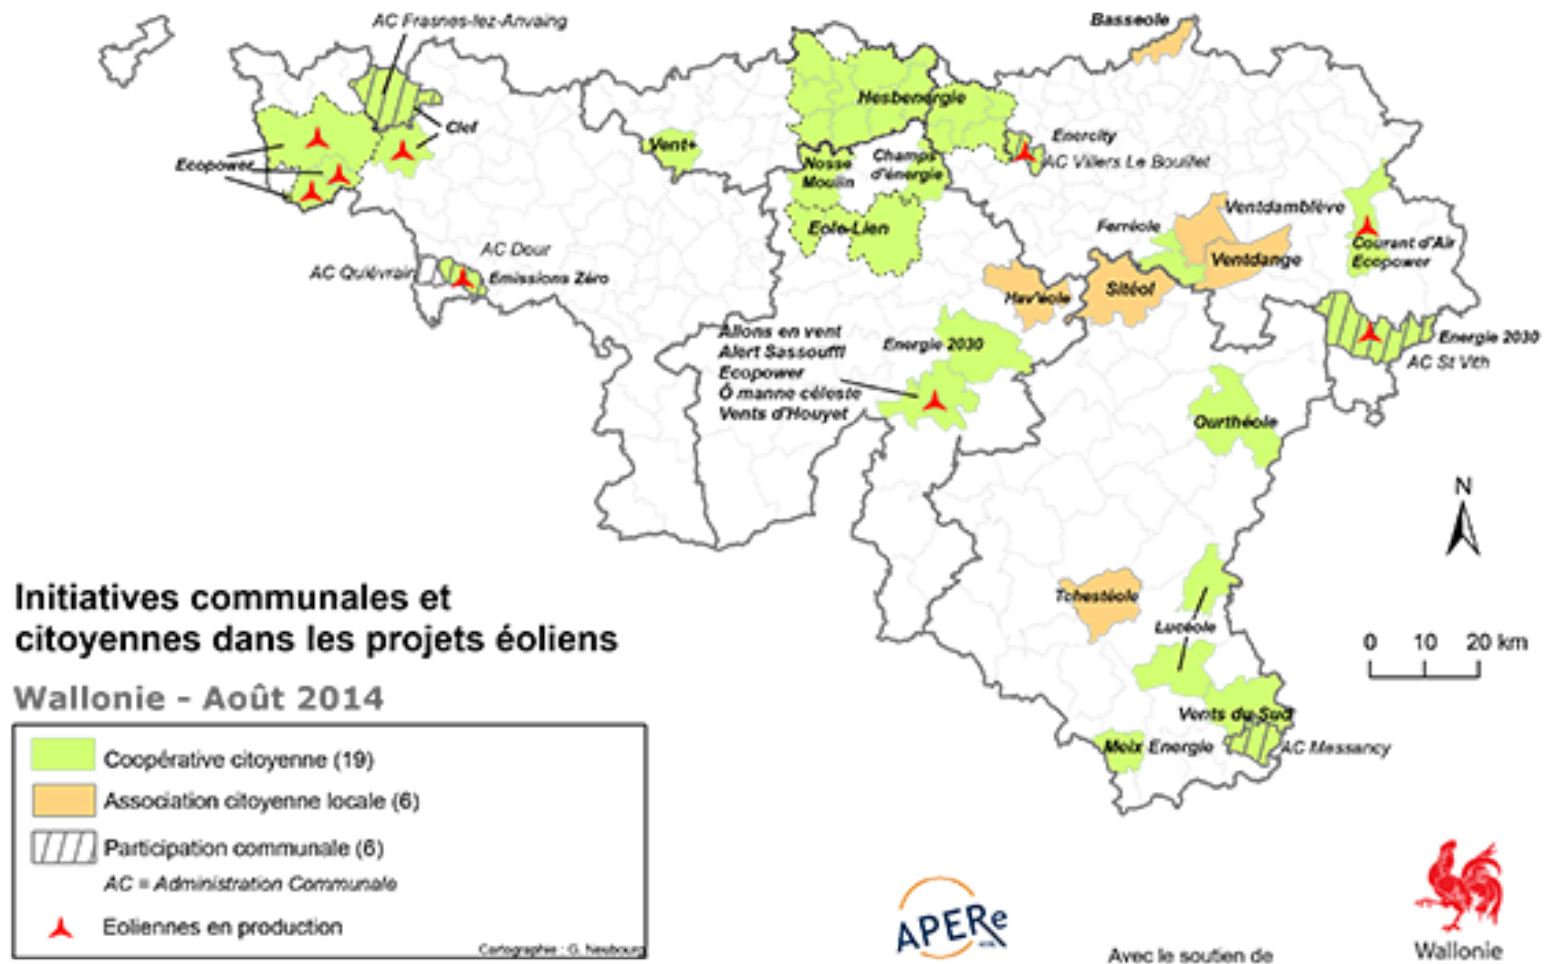 AC Frasnes-lez-Anvaing
Basseole
Hesbenergie
Clef
Vent+
Enercity
AC Villers Le Bouillet
Ecopower
Nosse
Moulin
Champs
d'énergie
Ventdamblève
Ferréole
Eole-Lien
Courant d'Air
Ecopower
AC Dour
AC Quiévrain
Emissions Zéro
Ventdange
Hav'éole
Sitéol
Allons en vent
Alert Sassouffl
Ecopower
Ô manne céleste
Vents d'Houyet
Energie 2030
Energie 2030
AC St Vith
Ourthéole
N
Initiatives communales et
citoyennes dans les projets éoliens
Wallonie - Août 2014
Tchestéole
Lucéole
0 10 20 km
Vents du Sud
Meix Energie
AC Messancy
Coopérative citoyenne (19)
Association citoyenne locale (6)
Participation communale (6)
AC = Administration Communale
Eoliennes en production
Cartographie : G. Neubourg
APERe
Avec le soutien de
Wallonie